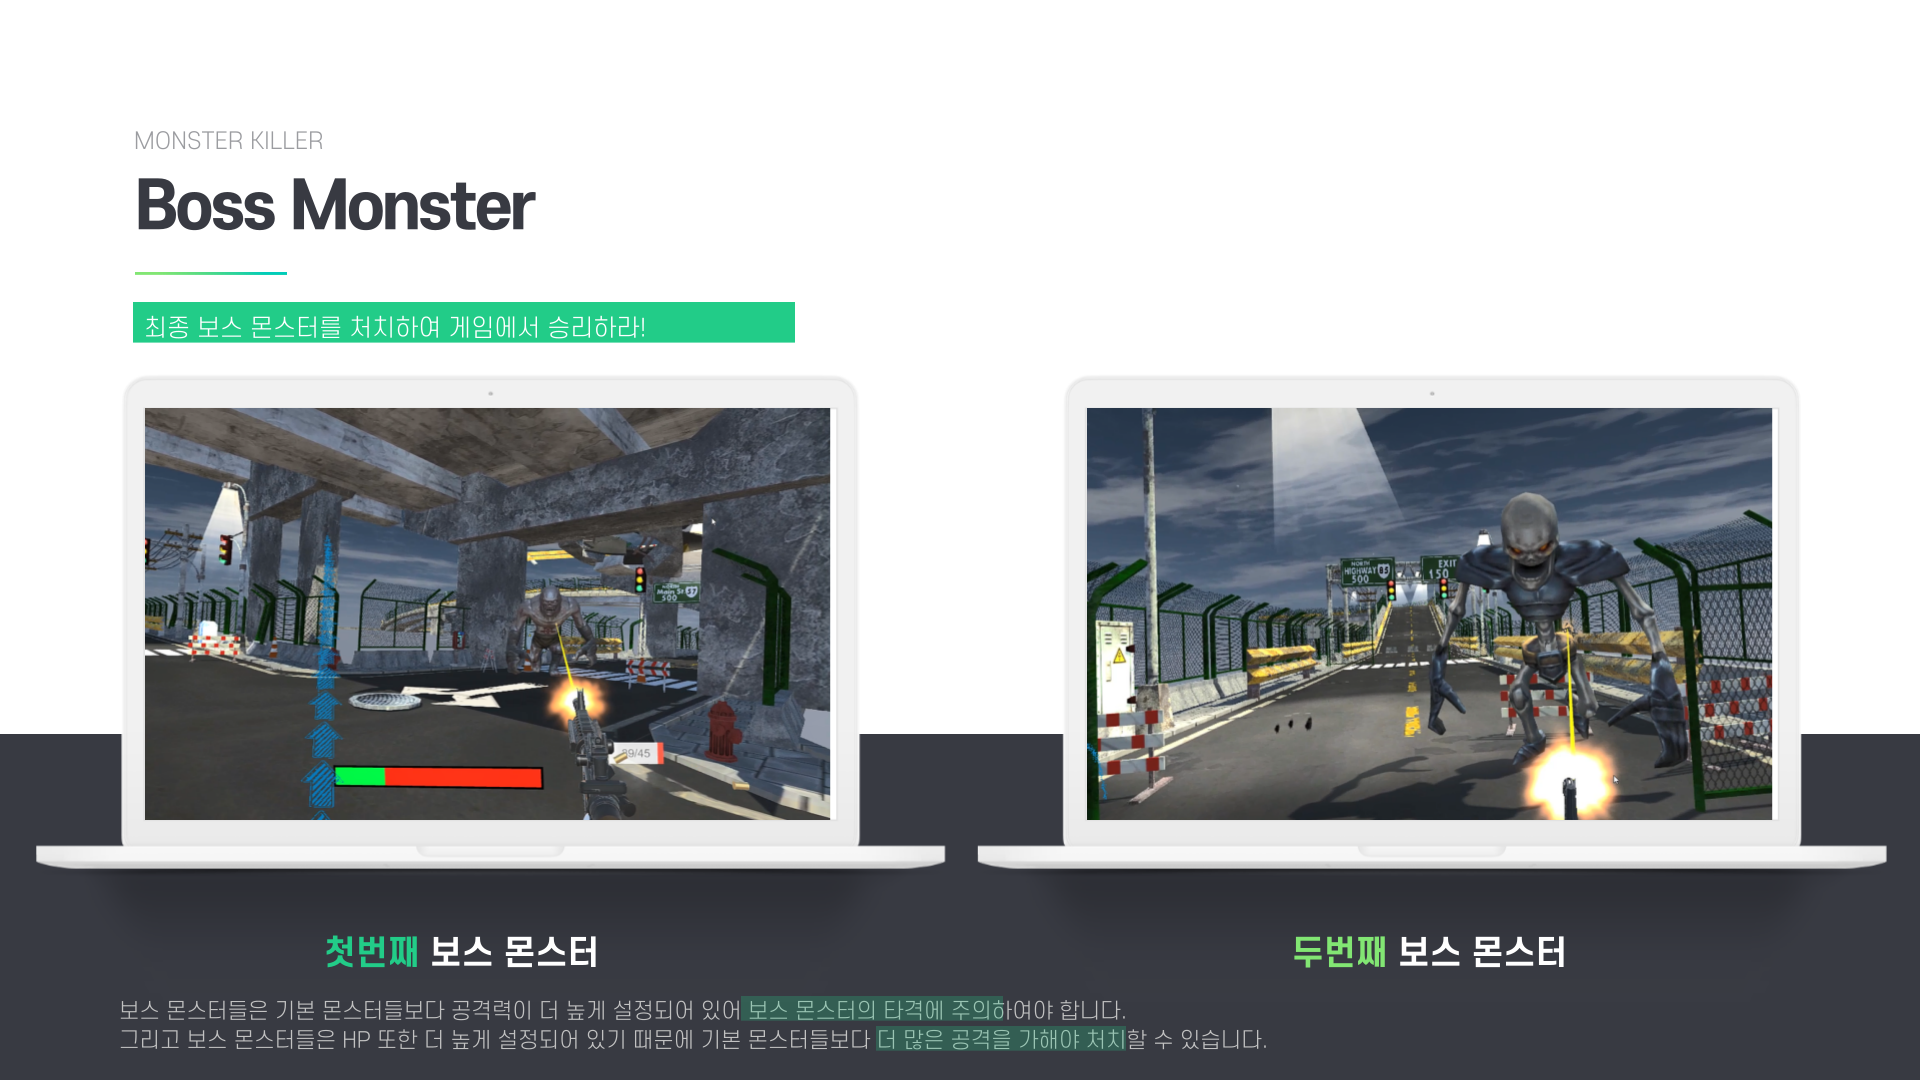 MONSTER KILLER
Boss Monster
최종 보스 몬스터를 처치하여 게임에서 승리하라!
NORTH
Main St 37
500
89/45
NORTH
HIGHWAY 85
500
EXIT
150
첫번째 보스 몬스터
두번째 보스 몬스터
보스 몬스터들은 기본 몬스터들보다 공격력이 더 높게 설정되어 있어 보스 몬스터의 타격에 주의하여야 합니다.
그리고 보스 몬스터들은 HP 또한 더 높게 설정되어 있기 때문에 기본 몬스터들보다 더 많은 공격을 가해야 처치할 수 있습니다.